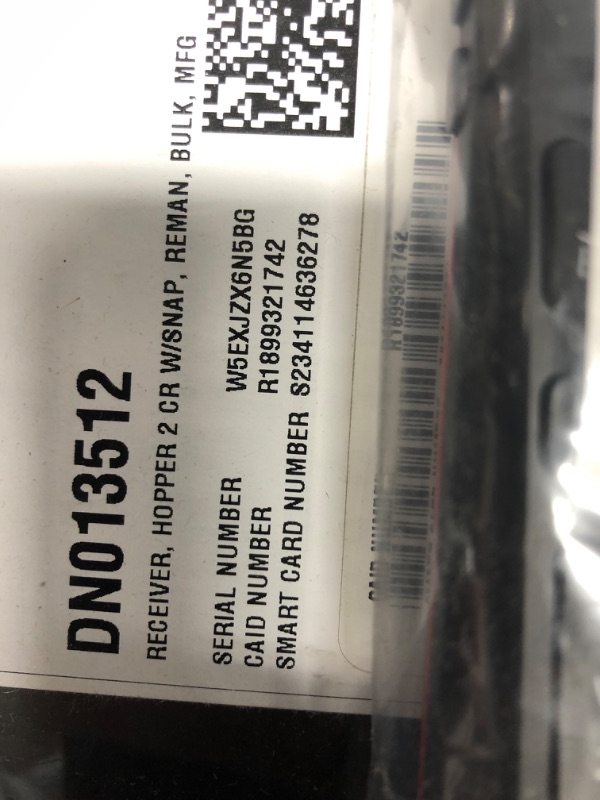 DN013512
RECEIVER, HOPPER 2 CR W/SNAP, REMAN, BULK, MFG
SERIAL NUMBER W5EXJZX6N5BG
CAID NUMBER R1899321742
SMART CARD NUMBER S234114636278
R1899321742